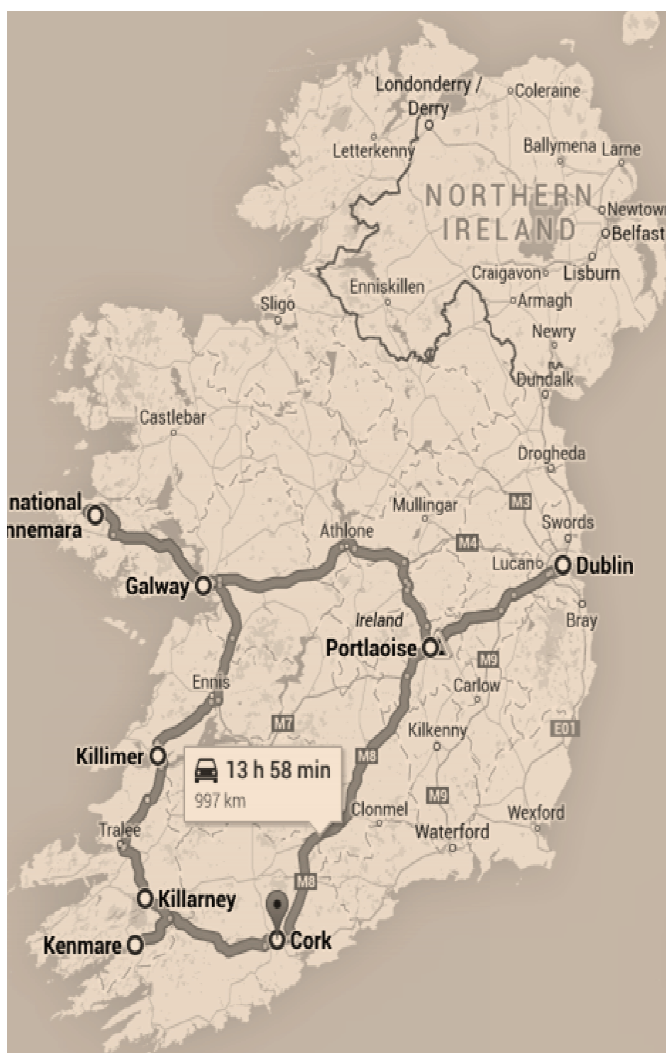 Londonderry /
Derry
Coleraine
Letterkenny
Ballymena
Larne
NORTHERN
IRELAND
Newtow
Belfast
Enniskillen
Craigavon
Lisburn
Armagh
Sligo
Newry
Dundalk
Castlebar
Drogheda
national
nnemara
Mullingar
M3
Athlone
M4
Swords
Lucan
Dublin
Galway
Ireland
Bray
Portlaoise
M9
Ennis
Carlow
M7
Kilkenny
E01
Killimer
13 h 58 min
997 km
M8
M9
Clonmel
Wexford
Tralee
Waterford
M8
Killarney
Kenmare
Cork